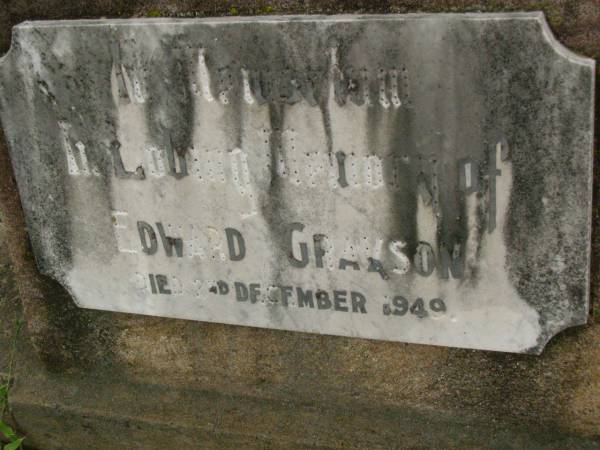 In Loving Memory of
EDWARD GRAYSON
DIED DECEMBER 1949